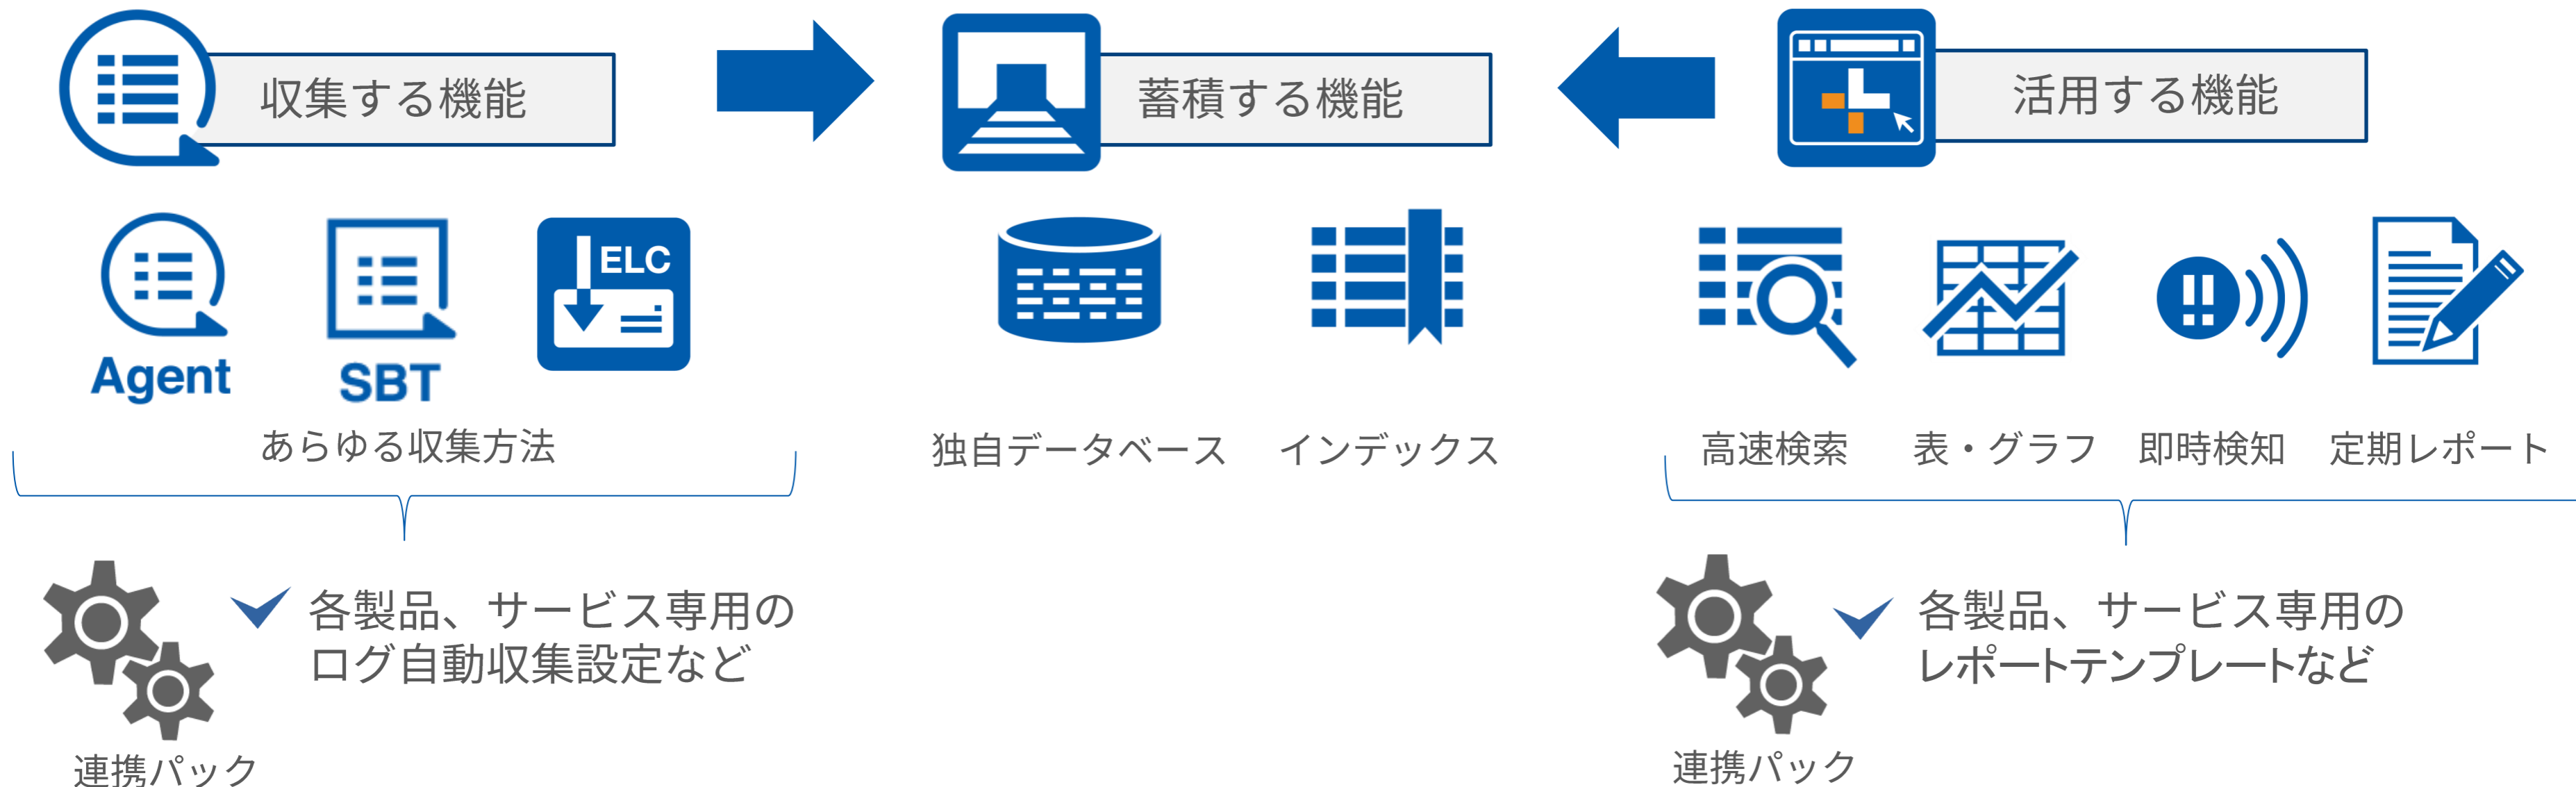 収集する機能
蓄積する機能
活用する機能
Agent
SBT
ELC
あらゆる収集方法
独自データベース
インデックス
高速検索
表・グラフ
即時検知
定期レポート
各製品、サービス専用の
ログ自動収集設定など
連携パック
各製品、サービス専用の
レポートテンプレートなど
連携パック